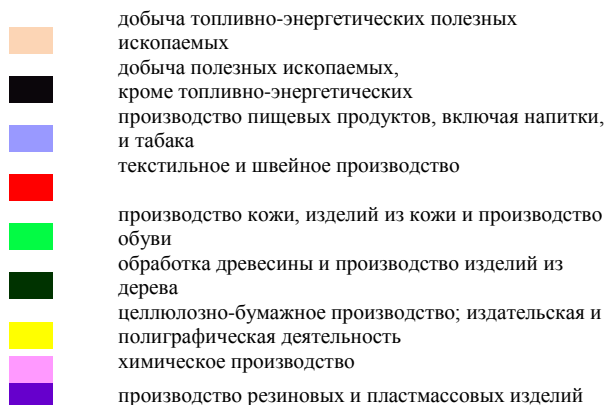 добыча топливно-энергетических полезных
ископаемых
добыча полезных ископаемых,
кроме топливно-энергетических
производство пищевых продуктов, включая напитки,
и табака
текстильное и швейное производство
производство кожи, изделий из кожи и производство
обуви
обработка древесины и производство изделий из
дерева
целлюлозно-бумажное производство; издательская и
полиграфическая деятельность
химическое производство
производство резиновых и пластмассовых изделий